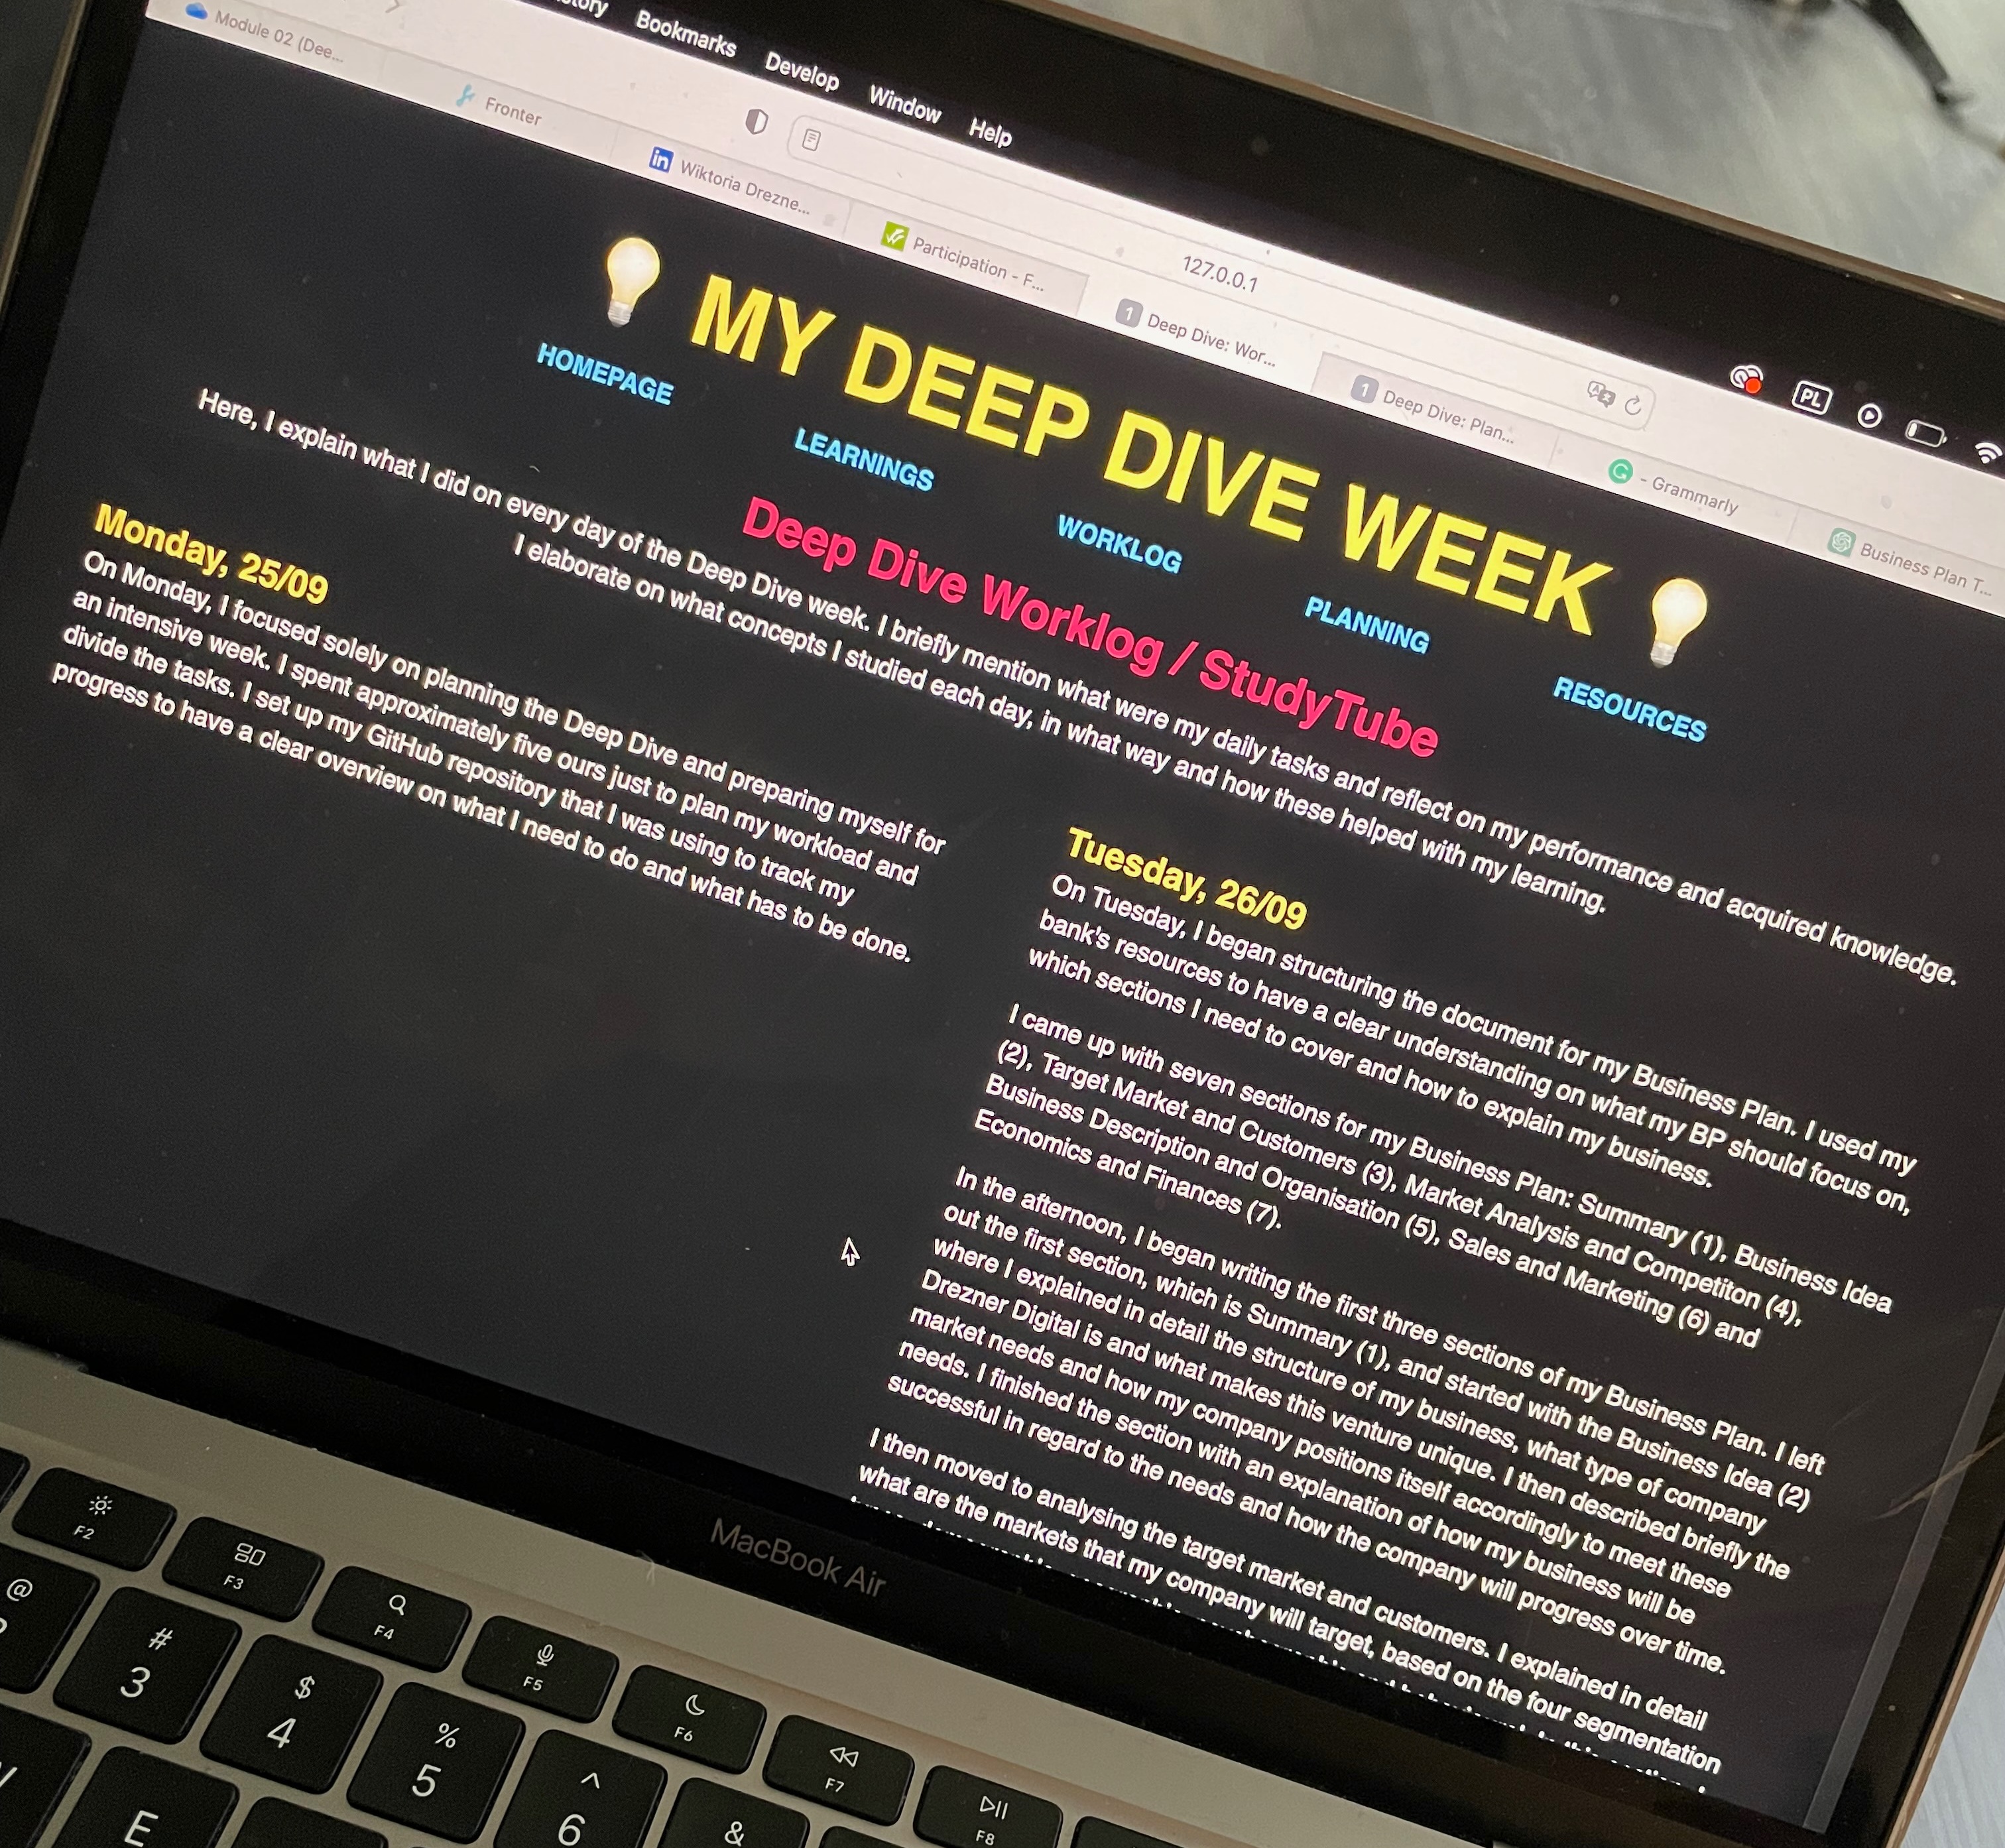 Bookmarks Develop Window Help
PL
127.0.0.1
Module 02 (Dee...
Fronter
Wiktoria Drezne...
Participation - F...
1 Deep Dive: Wor...
1 Deep Dive: Plan...
- Grammarly
Business Plan T...
MY DEEP DIVE WEEK
HOMEPAGE
LEARNINGS
WORKLOG
PLANNING
RESOURCES
Deep Dive Worklog / StudyTube
Here, I explain what I did on every day of the Deep Dive week. I briefly mention what were my daily tasks and reflect on my performance and acquired knowledge.
I elaborate on what concepts I studied each day, in what way and how these helped with my learning.
Monday, 25/09
On Monday, I focused solely on planning the Deep Dive and preparing myself for
an intensive week. I spent approximately five ours just to plan my workload and
divide the tasks. I set up my GitHub repository that I was using to track my
progress to have a clear overview on what I need to do and what has to be done.
Tuesday, 26/09
On Tuesday, I began structuring the document for my Business Plan. I used my
bank's resources to have a clear understanding on what my BP should focus on,
which sections I need to cover and how to explain my business.
I came up with seven sections for my Business Plan: Summary (1), Business Idea
(2), Target Market and Customers (3), Market Analysis and Competiton (4),
Business Description and Organisation (5), Sales and Marketing (6) and
Economics and Finances (7).
In the afternoon, I began writing the first three sections of my Business Plan. I left
out the first section, which is Summary (1), and started with the Business Idea (2)
where I explained in detail the structure of my business, what type of company
Drezner Digital is and what makes this venture unique. I then described briefly the
market needs and how my company positions itself accordingly to meet these
needs. I finished the section with an explanation of how my business will be
successful in regard to the needs and how the company will progress over time.
I then moved to analysing the target market and customers. I explained in detail
what are the markets that my company will target, based on the four segmentation
MacBook Air
F2
F3
F4
F5
F6
F7
F8
@
# 3
$ 4
% 5
^ 6
&
E